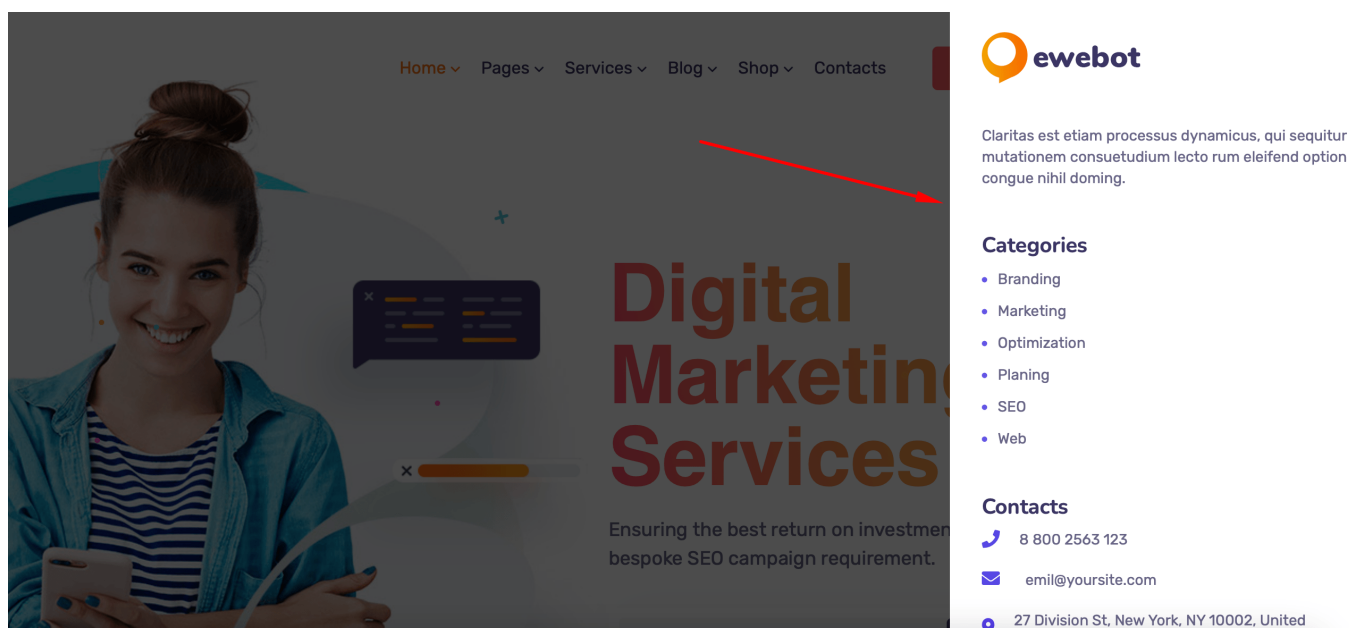 Home Pages Services Blog Shop Contacts
Digital
Marketing
Services
Ensuring the best return on investmen
bespoke SEO campaign requirement.
ewebot
Claritas est etiam processus dynamicus, qui sequitur
mutationem consuetudium lecto rum eleifend option
congue nihil doming.
Categories
Branding
Marketing
Optimization
Planing
SEO
Web
Contacts
8 800 2563 123
emil@yoursite.com
27 Division St, New York, NY 10002, United